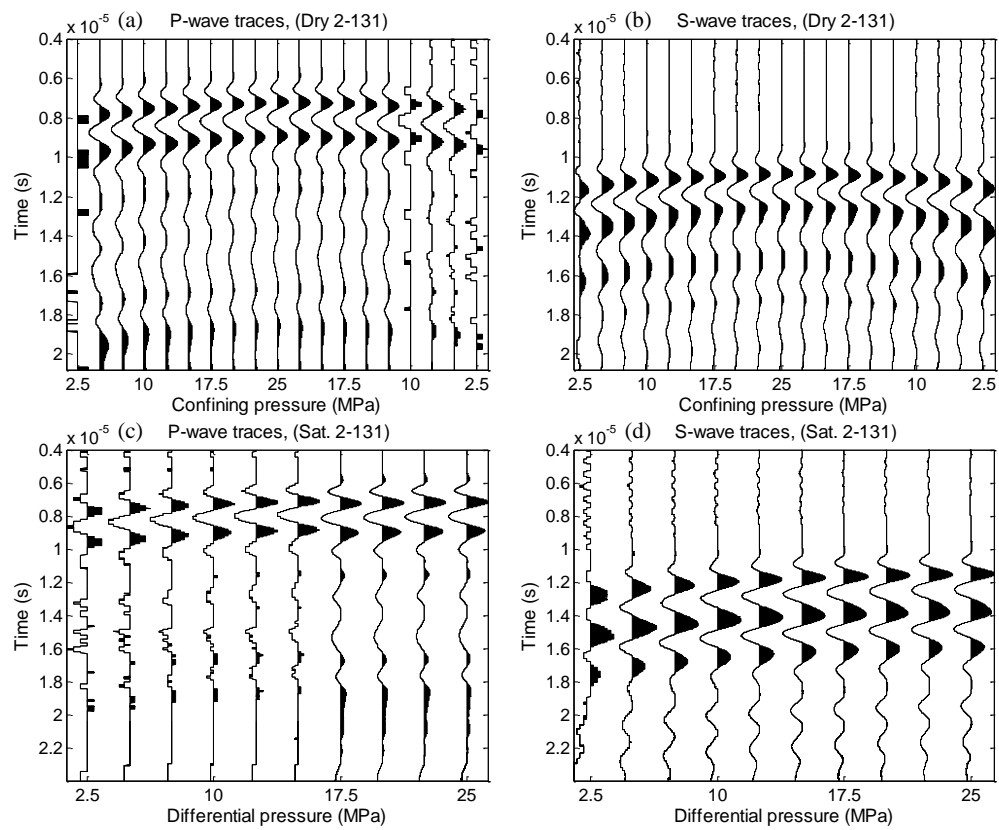 x 10⁻⁵ (a) P-wave traces, (Dry 2-131)
0.4
0.6
0.8
1
1.2
1.4
1.6
1.8
2
Time (s)
2.5 10 17.5 25 17.5 10 2.5
Confining pressure (MPa)
x 10⁻⁵ (b) S-wave traces, (Dry 2-131)
0.4
0.6
0.8
1
1.2
1.4
1.6
1.8
2
Time (s)
2.5 10 17.5 25 17.5 10 2.5
Confining pressure (MPa)
x 10⁻⁵ (c) P-wave traces, (Sat. 2-131)
0.4
0.6
0.8
1
1.2
1.4
1.6
1.8
2
2.2
Time (s)
2.5 10 17.5 25
Differential pressure (MPa)
x 10⁻⁵ (d) S-wave traces, (Sat. 2-131)
0.4
0.6
0.8
1
1.2
1.4
1.6
1.8
2
2.2
Time (s)
2.5 10 17.5 25
Differential pressure (MPa)